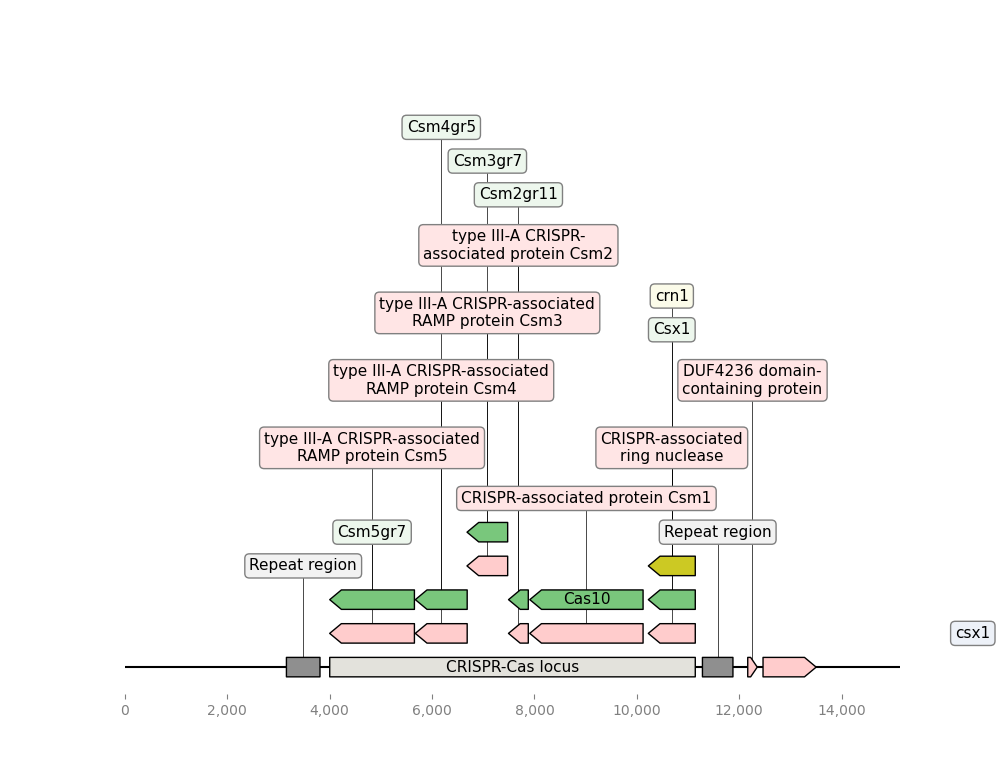 Csm4gr5
Csm3gr7
Csm2gr11
type III-A CRISPR-
associated protein Csm2
crn1
type III-A CRISPR-associated
RAMP protein Csm3
Csx1
type III-A CRISPR-associated
RAMP protein Csm4
DUF4236 domain-
containing protein
type III-A CRISPR-associated
RAMP protein Csm5
CRISPR-associated
ring nuclease
CRISPR-associated protein Csm1
Csm5gr7
Repeat region
Repeat region
Cas10
csx1
CRISPR-Cas locus
0 2,000 4,000 6,000 8,000 10,000 12,000 14,000